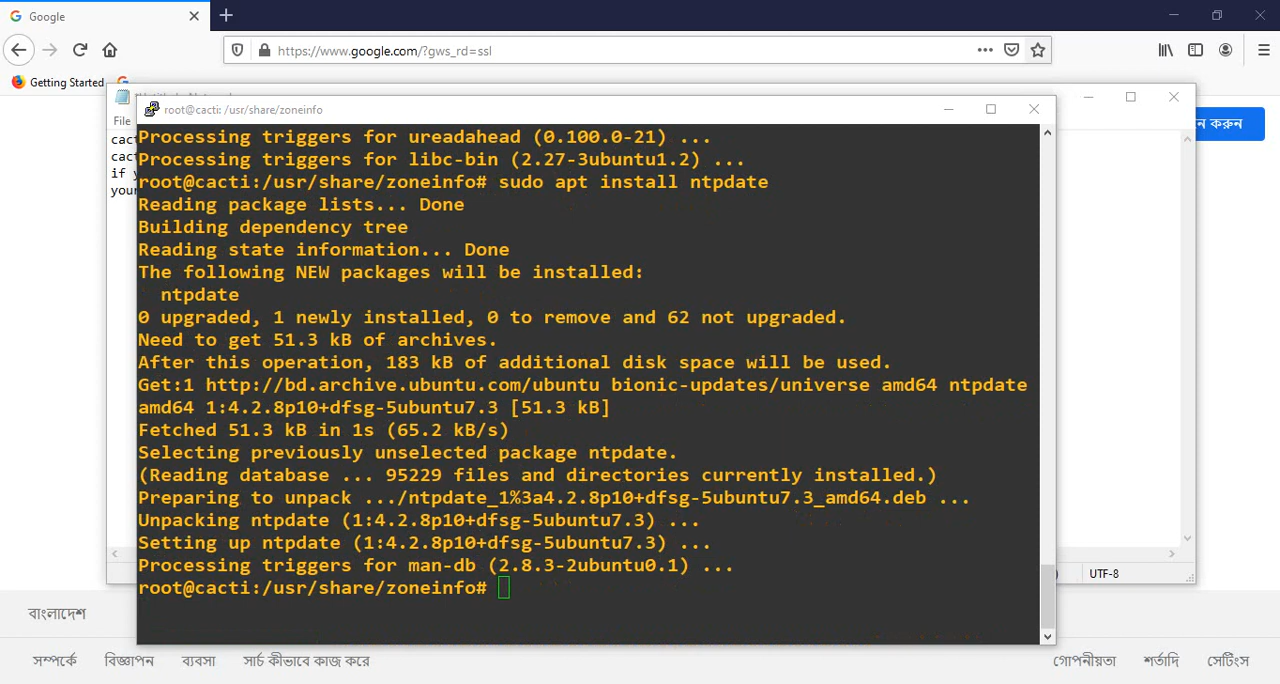 Google
https://www.google.com/?gws_rd=ssl
Getting Started
root@cacti: /usr/share/zoneinfo
File
ন করুন
cact
cact
if y
your
Processing triggers for ureadahead (0.100.0-21) ...
Processing triggers for libc-bin (2.27-3ubuntu1.2) ...
root@cacti:/usr/share/zoneinfo# sudo apt install ntpdate
Reading package lists... Done
Building dependency tree
Reading state information... Done
The following NEW packages will be installed:
ntpdate
0 upgraded, 1 newly installed, 0 to remove and 62 not upgraded.
Need to get 51.3 kB of archives.
After this operation, 183 kB of additional disk space will be used.
Get:1 http://bd.archive.ubuntu.com/ubuntu bionic-updates/universe amd64 ntpdate
amd64 1:4.2.8p10+dfsg-5ubuntu7.3 [51.3 kB]
Fetched 51.3 kB in 1s (65.2 kB/s)
Selecting previously unselected package ntpdate.
(Reading database ... 95229 files and directories currently installed.)
Preparing to unpack .../ntpdate_1%3a4.2.8p10+dfsg-5ubuntu7.3_amd64.deb ...
Unpacking ntpdate (1:4.2.8p10+dfsg-5ubuntu7.3) ...
Setting up ntpdate (1:4.2.8p10+dfsg-5ubuntu7.3) ...
Processing triggers for man-db (2.8.3-2ubuntu0.1) ...
root@cacti:/usr/share/zoneinfo#
UTF-8
বাংলাদেশ
সম্পর্কে বিজ্ঞাপন ব্যবসা সার্চ কীভাবে কাজ করে গোপনীয়তা শর্তাদি সেটিংস